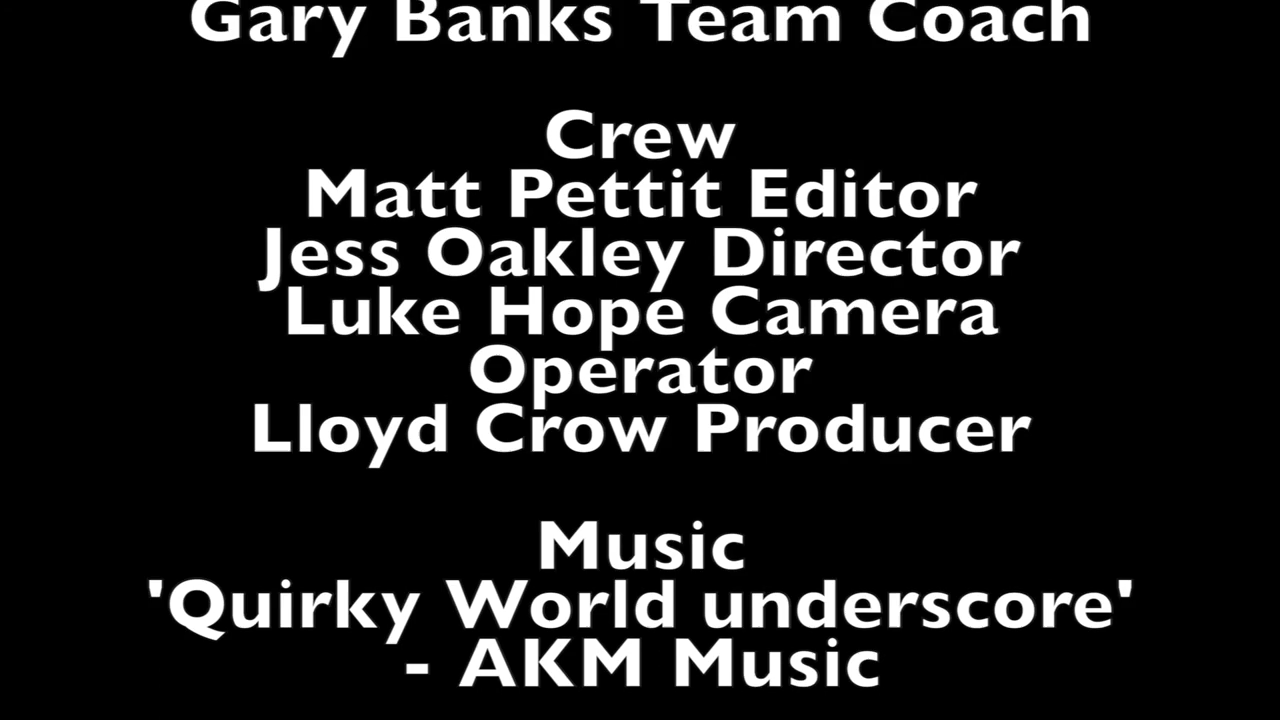 Gary Banks Team Coach
Crew
Matt Pettit Editor
Jess Oakley Director
Luke Hope Camera
Operator
Lloyd Crow Producer
Music
'Quirky World underscore'
- AKM Music